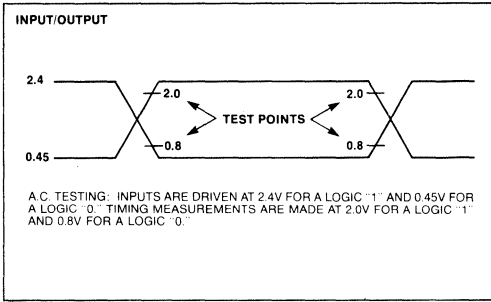 INPUT/OUTPUT
2.4
2.0
2.0
TEST POINTS
0.8
0.8
0.45
A.C. TESTING: INPUTS ARE DRIVEN AT 2.4V FOR A LOGIC "1" AND 0.45V FOR
A LOGIC "0." TIMING MEASUREMENTS ARE MADE AT 2.0V FOR A LOGIC "1"
AND 0.8V FOR A LOGIC "0."